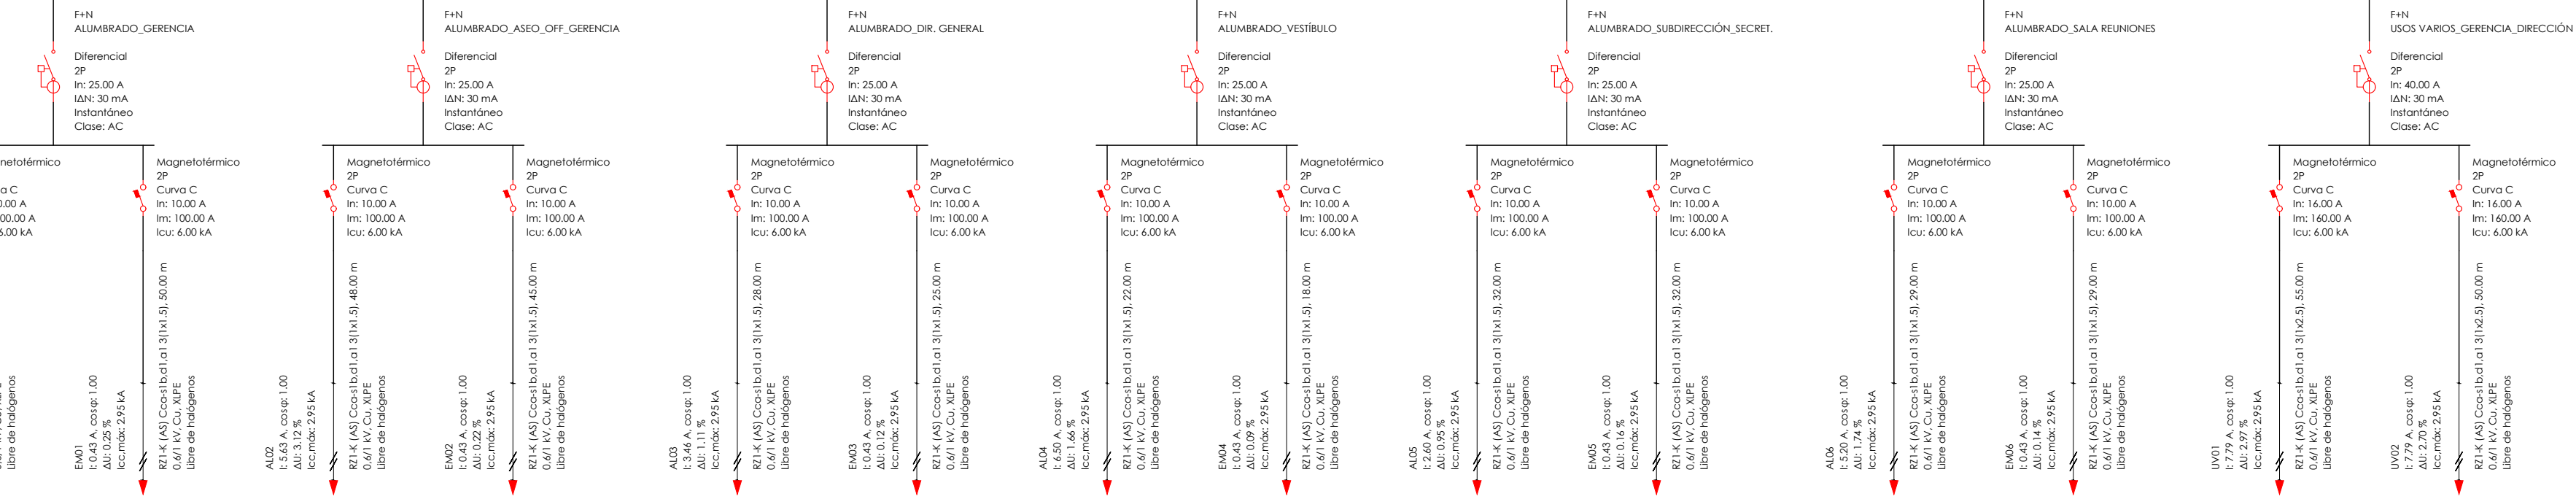 F+N
ALUMBRADO_GERENCIA
Diferencial
2P
In: 25.00 A
IΔN: 30 mA
Instantáneo
Clase: AC
F+N
ALUMBRADO_ASEO_OFF_GERENCIA
Diferencial
2P
In: 25.00 A
IΔN: 30 mA
Instantáneo
Clase: AC
F+N
ALUMBRADO_DIR. GENERAL
Diferencial
2P
In: 25.00 A
IΔN: 30 mA
Instantáneo
Clase: AC
F+N
ALUMBRADO_VESTÍBULO
Diferencial
2P
In: 25.00 A
IΔN: 30 mA
Instantáneo
Clase: AC
F+N
ALUMBRADO_SUBDIRECCIÓN_SECRET.
Diferencial
2P
In: 25.00 A
IΔN: 30 mA
Instantáneo
Clase: AC
F+N
ALUMBRADO_SALA REUNIONES
Diferencial
2P
In: 25.00 A
IΔN: 30 mA
Instantáneo
Clase: AC
F+N
USOS VARIOS_GERENCIA_DIRECCIÓN
Diferencial
2P
In: 40.00 A
IΔN: 30 mA
Instantáneo
Clase: AC
netotérmico
a C
0.00 A
00.00 A
6.00 kA
Libre de halógenos
Magnetotérmico
2P
Curva C
In: 10.00 A
Im: 100.00 A
Icu: 6.00 kA
EM01
I: 0.43 A, cosφ: 1.00
ΔU: 0.25 %
Icc,máx: 2.95 kA
RZ1-K (AS) Cca-s1b,d1,a1 3(1x1.5), 50.00 m
0,6/1 kV, Cu, XLPE
Libre de halógenos
Magnetotérmico
2P
Curva C
In: 10.00 A
Im: 100.00 A
Icu: 6.00 kA
AL02
I: 5.63 A, cosφ: 1.00
ΔU: 3.12 %
Icc,máx: 2.95 kA
RZ1-K (AS) Cca-s1b,d1,a1 3(1x1.5), 48.00 m
0,6/1 kV, Cu, XLPE
Libre de halógenos
Magnetotérmico
2P
Curva C
In: 10.00 A
Im: 100.00 A
Icu: 6.00 kA
EM02
I: 0.43 A, cosφ: 1.00
ΔU: 0.22 %
Icc,máx: 2.95 kA
RZ1-K (AS) Cca-s1b,d1,a1 3(1x1.5), 45.00 m
0,6/1 kV, Cu, XLPE
Libre de halógenos
Magnetotérmico
2P
Curva C
In: 10.00 A
Im: 100.00 A
Icu: 6.00 kA
AL03
I: 3.46 A, cosφ: 1.00
ΔU: 1.11 %
Icc,máx: 2.95 kA
RZ1-K (AS) Cca-s1b,d1,a1 3(1x1.5), 28.00 m
0,6/1 kV, Cu, XLPE
Libre de halógenos
Magnetotérmico
2P
Curva C
In: 10.00 A
Im: 100.00 A
Icu: 6.00 kA
EM03
I: 0.43 A, cosφ: 1.00
ΔU: 0.12 %
Icc,máx: 2.95 kA
RZ1-K (AS) Cca-s1b,d1,a1 3(1x1.5), 25.00 m
0,6/1 kV, Cu, XLPE
Libre de halógenos
Magnetotérmico
2P
Curva C
In: 10.00 A
Im: 100.00 A
Icu: 6.00 kA
AL04
I: 6.50 A, cosφ: 1.00
ΔU: 1.66 %
Icc,máx: 2.95 kA
RZ1-K (AS) Cca-s1b,d1,a1 3(1x1.5), 22.00 m
0,6/1 kV, Cu, XLPE
Libre de halógenos
Magnetotérmico
2P
Curva C
In: 10.00 A
Im: 100.00 A
Icu: 6.00 kA
EM04
I: 0.43 A, cosφ: 1.00
ΔU: 0.09 %
Icc,máx: 2.95 kA
RZ1-K (AS) Cca-s1b,d1,a1 3(1x1.5), 18.00 m
0,6/1 kV, Cu, XLPE
Libre de halógenos
Magnetotérmico
2P
Curva C
In: 10.00 A
Im: 100.00 A
Icu: 6.00 kA
AL05
I: 2.60 A, cosφ: 1.00
ΔU: 0.95 %
Icc,máx: 2.95 kA
RZ1-K (AS) Cca-s1b,d1,a1 3(1x1.5), 32.00 m
0,6/1 kV, Cu, XLPE
Libre de halógenos
Magnetotérmico
2P
Curva C
In: 10.00 A
Im: 100.00 A
Icu: 6.00 kA
EM05
I: 0.43 A, cosφ: 1.00
ΔU: 0.16 %
Icc,máx: 2.95 kA
RZ1-K (AS) Cca-s1b,d1,a1 3(1x1.5), 32.00 m
0,6/1 kV, Cu, XLPE
Libre de halógenos
Magnetotérmico
2P
Curva C
In: 10.00 A
Im: 100.00 A
Icu: 6.00 kA
AL06
I: 5.20 A, cosφ: 1.00
ΔU: 1.74 %
Icc,máx: 2.95 kA
RZ1-K (AS) Cca-s1b,d1,a1 3(1x1.5), 29.00 m
0,6/1 kV, Cu, XLPE
Libre de halógenos
Magnetotérmico
2P
Curva C
In: 10.00 A
Im: 100.00 A
Icu: 6.00 kA
EM06
I: 0.43 A, cosφ: 1.00
ΔU: 0.14 %
Icc,máx: 2.95 kA
RZ1-K (AS) Cca-s1b,d1,a1 3(1x1.5), 29.00 m
0,6/1 kV, Cu, XLPE
Libre de halógenos
Magnetotérmico
2P
Curva C
In: 16.00 A
Im: 160.00 A
Icu: 6.00 kA
UV01
I: 7.79 A, cosφ: 1.00
ΔU: 2.97 %
Icc,máx: 2.95 kA
RZ1-K (AS) Cca-s1b,d1,a1 3(1x2.5), 55.00 m
0,6/1 kV, Cu, XLPE
Libre de halógenos
Magnetotérmico
2P
Curva C
In: 16.00 A
Im: 160.00 A
Icu: 6.00 kA
UV02
I: 7.79 A, cosφ: 1.00
ΔU: 2.70 %
Icc,máx: 2.95 kA
RZ1-K (AS) Cca-s1b,d1,a1 3(1x2.5), 50.00 m
0,6/1 kV, Cu, XLPE
Libre de halógenos